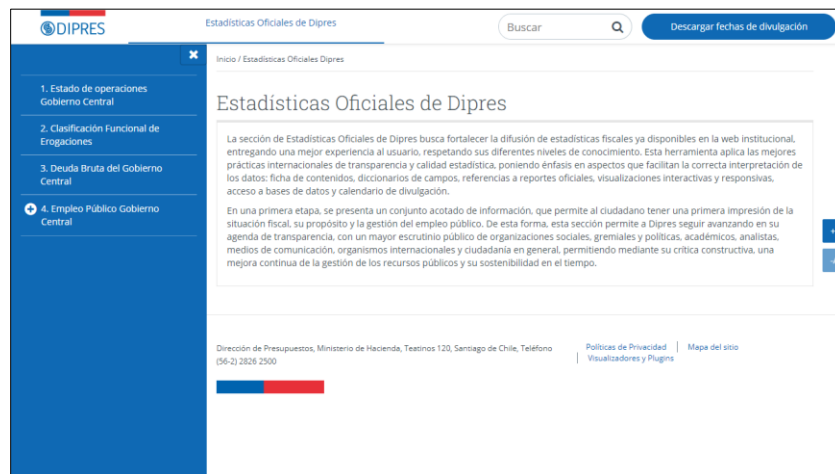 DIPRES
Estadísticas Oficiales de Dipres
Buscar
Descargar fechas de divulgación
Inicio / Estadísticas Oficiales Dipres
1. Estado de operaciones
Gobierno Central
2. Clasificación Funcional de
Erogaciones
3. Deuda Bruta del Gobierno
Central
4. Empleo Público Gobierno
Central
Estadísticas Oficiales de Dipres
La sección de Estadísticas Oficiales de Dipres busca fortalecer la difusión de estadísticas fiscales ya disponibles en la web institucional,
entregando una mejor experiencia al usuario, respetando sus diferentes niveles de conocimiento. Esta herramienta aplica las mejores
prácticas internacionales de transparencia y calidad estadística, poniendo énfasis en aspectos que facilitan la correcta interpretación de
los datos: ficha de contenidos, diccionarios de campos, referencias a reportes oficiales, visualizaciones interactivas y responsivas,
acceso a bases de datos y calendario de divulgación.
En una primera etapa, se presenta un conjunto acotado de información, que permite al ciudadano tener una primera impresión de la
situación fiscal, su propósito y la gestión del empleo público. De esta forma, esta sección permite a Dipres seguir avanzando en su
agenda de transparencia, con un mayor escrutinio público de organizaciones sociales, gremiales y políticas, académicos, analistas,
medios de comunicación, organismos internacionales y ciudadanía en general, permitiendo mediante su crítica constructiva, una
mejora continua de la gestión de los recursos públicos y su sostenibilidad en el tiempo.
Dirección de Presupuestos, Ministerio de Hacienda, Teatinos 120, Santiago de Chile, Teléfono
(56-2) 2826 2500
Políticas de Privacidad | Mapa del sitio
| Visualizadores y Plugins